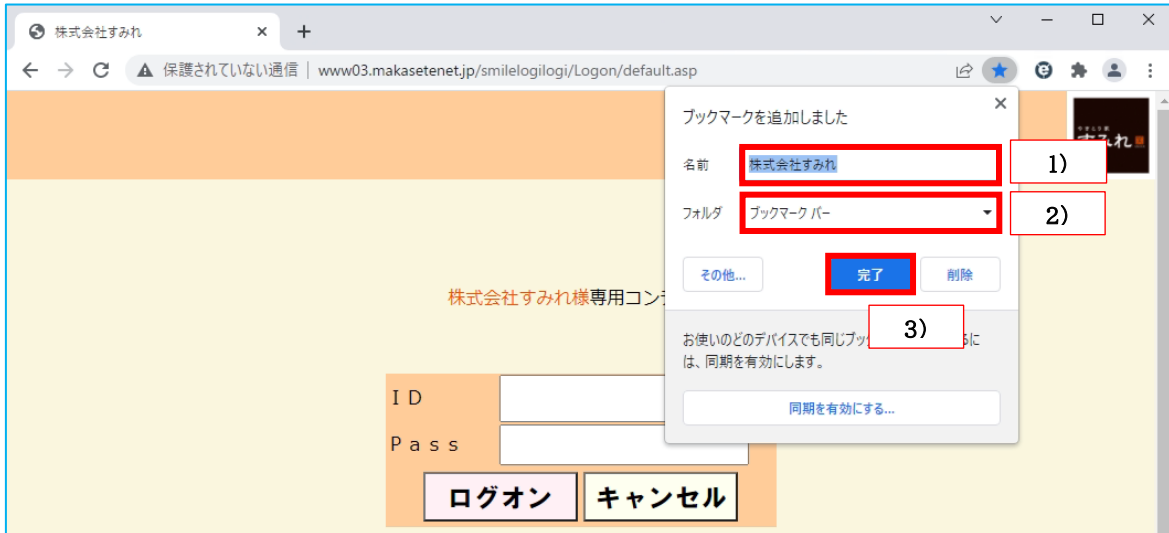 株式会社すみれ
保護されていない通信 | www03.makasetenet.jp/smilelogilogi/Logon/default.asp
ブックマークを追加しました
名前 株式会社すみれ
1)
フォルダ ブックマーク バー
2)
その他... 完了 削除
3)
お使いのどのデバイスでも同じブッ るに
は、同期を有効にします。
同期を有効にする...
すみれ
株式会社すみれ様専用コン
ＩＤ
Ｐａｓｓ
ログオン キャンセル